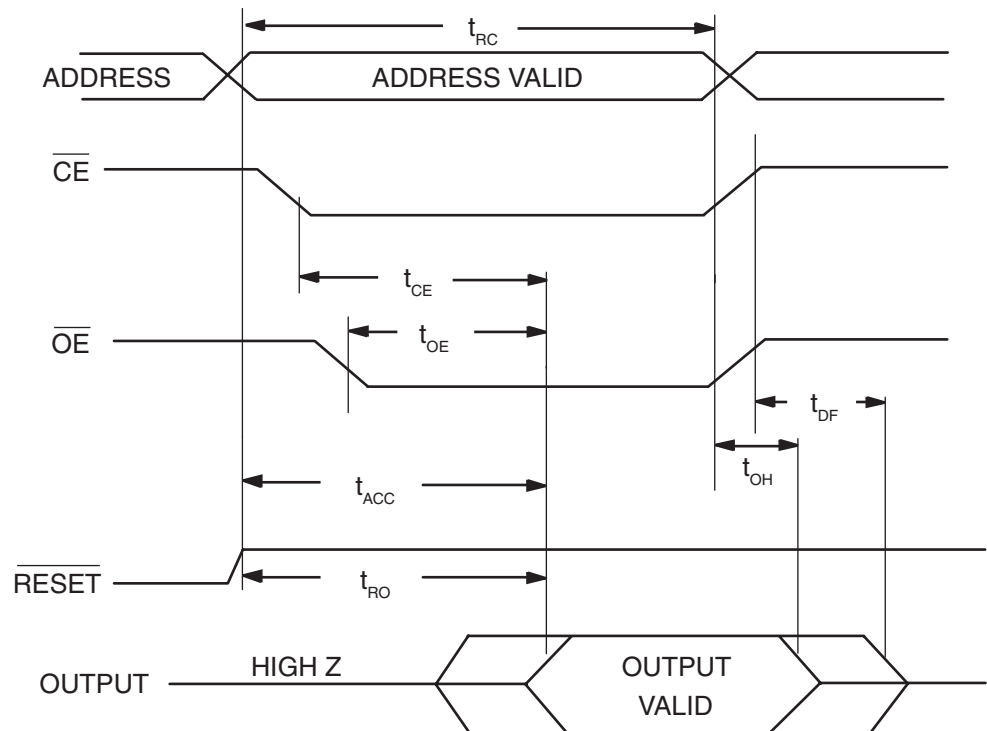 tRC
ADDRESS
ADDRESS VALID
CE
tCE
OE
tOE
tDF
tOH
tACC
RESET
tRO
OUTPUT
HIGH Z
OUTPUT
VALID